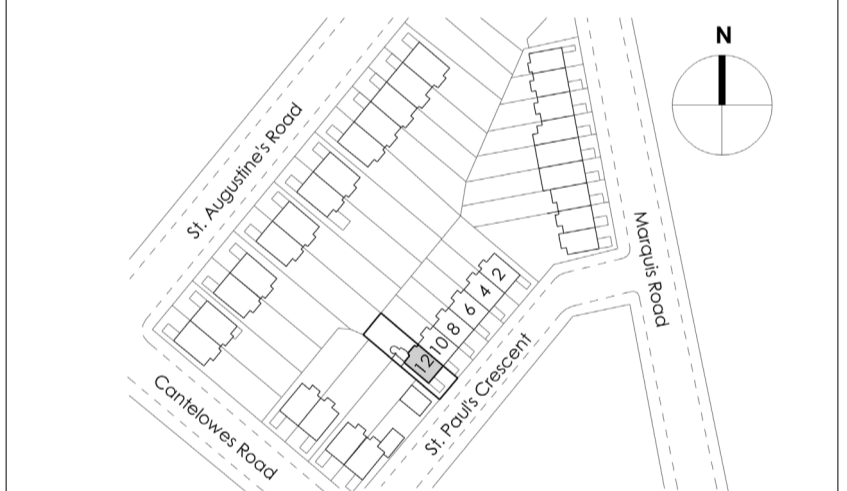 N
St. Augustine's Road
Marquis Road
2
4
6
8
10
12
St. Paul's Crescent
Cantelowes Road